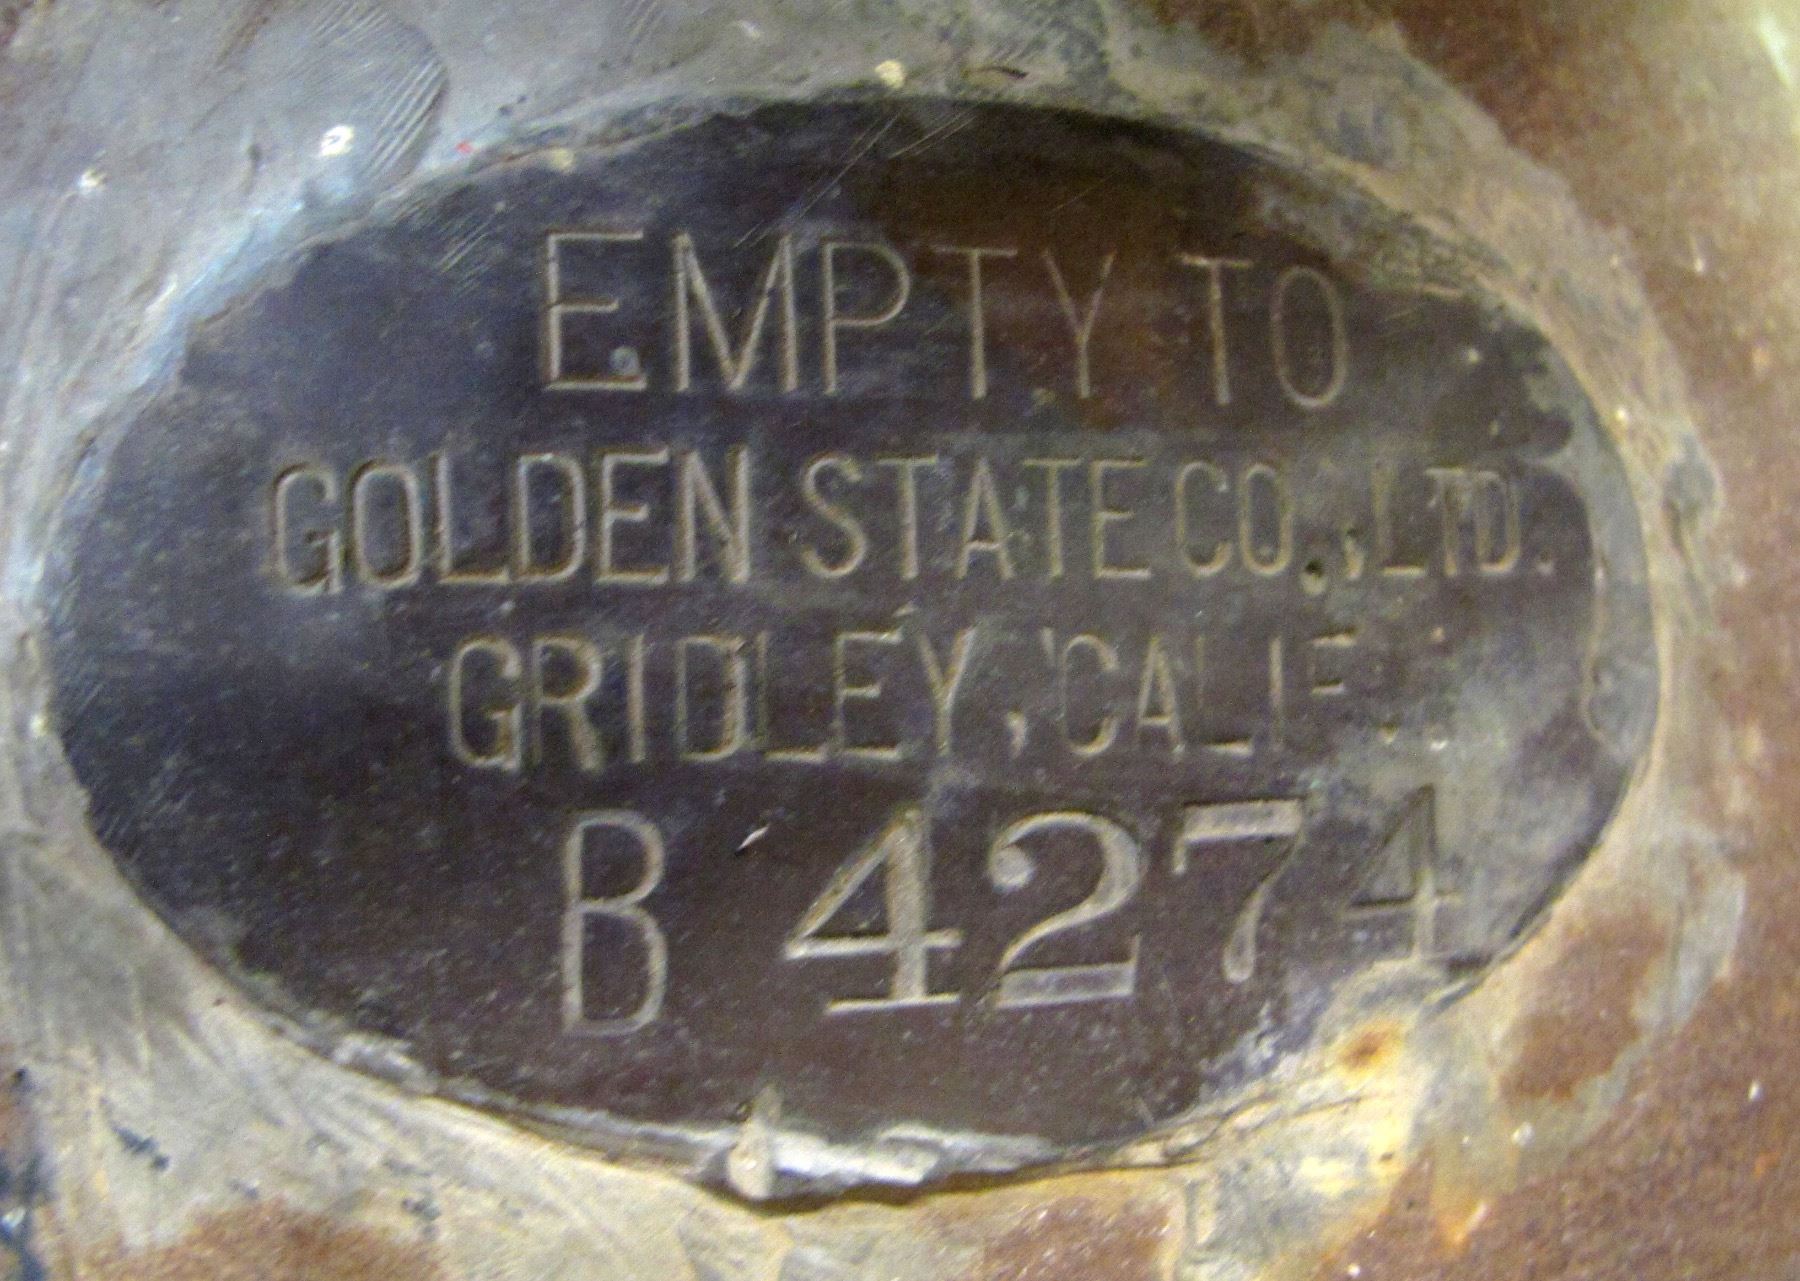 EMPTY TO
GOLDEN STATE CO., LTD.
GRIDLEY, CALIF.
B 4274